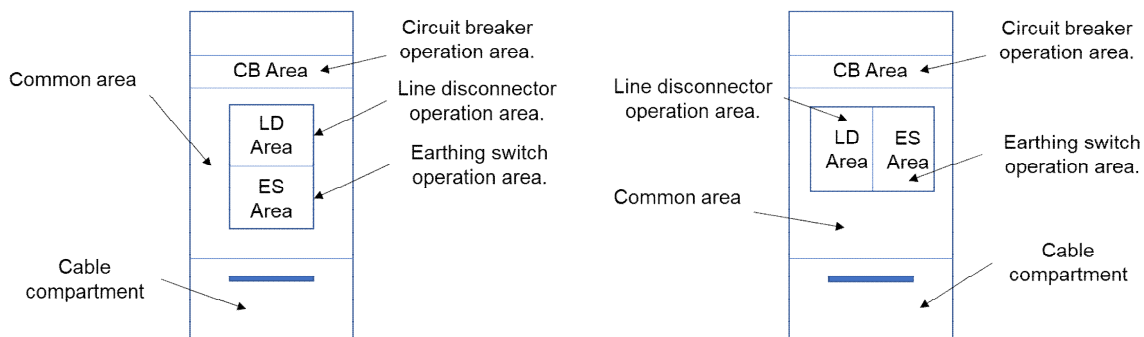 Circuit breaker
operation area.
CB Area
Common area
Line disconnector
operation area.
LD
Area
Earthing switch
operation area.
ES
Area
Cable
compartment
Circuit breaker
operation area.
CB Area
Line disconnector
operation area.
LD
Area
ES
Area
Earthing switch
operation area.
Common area
Cable
compartment